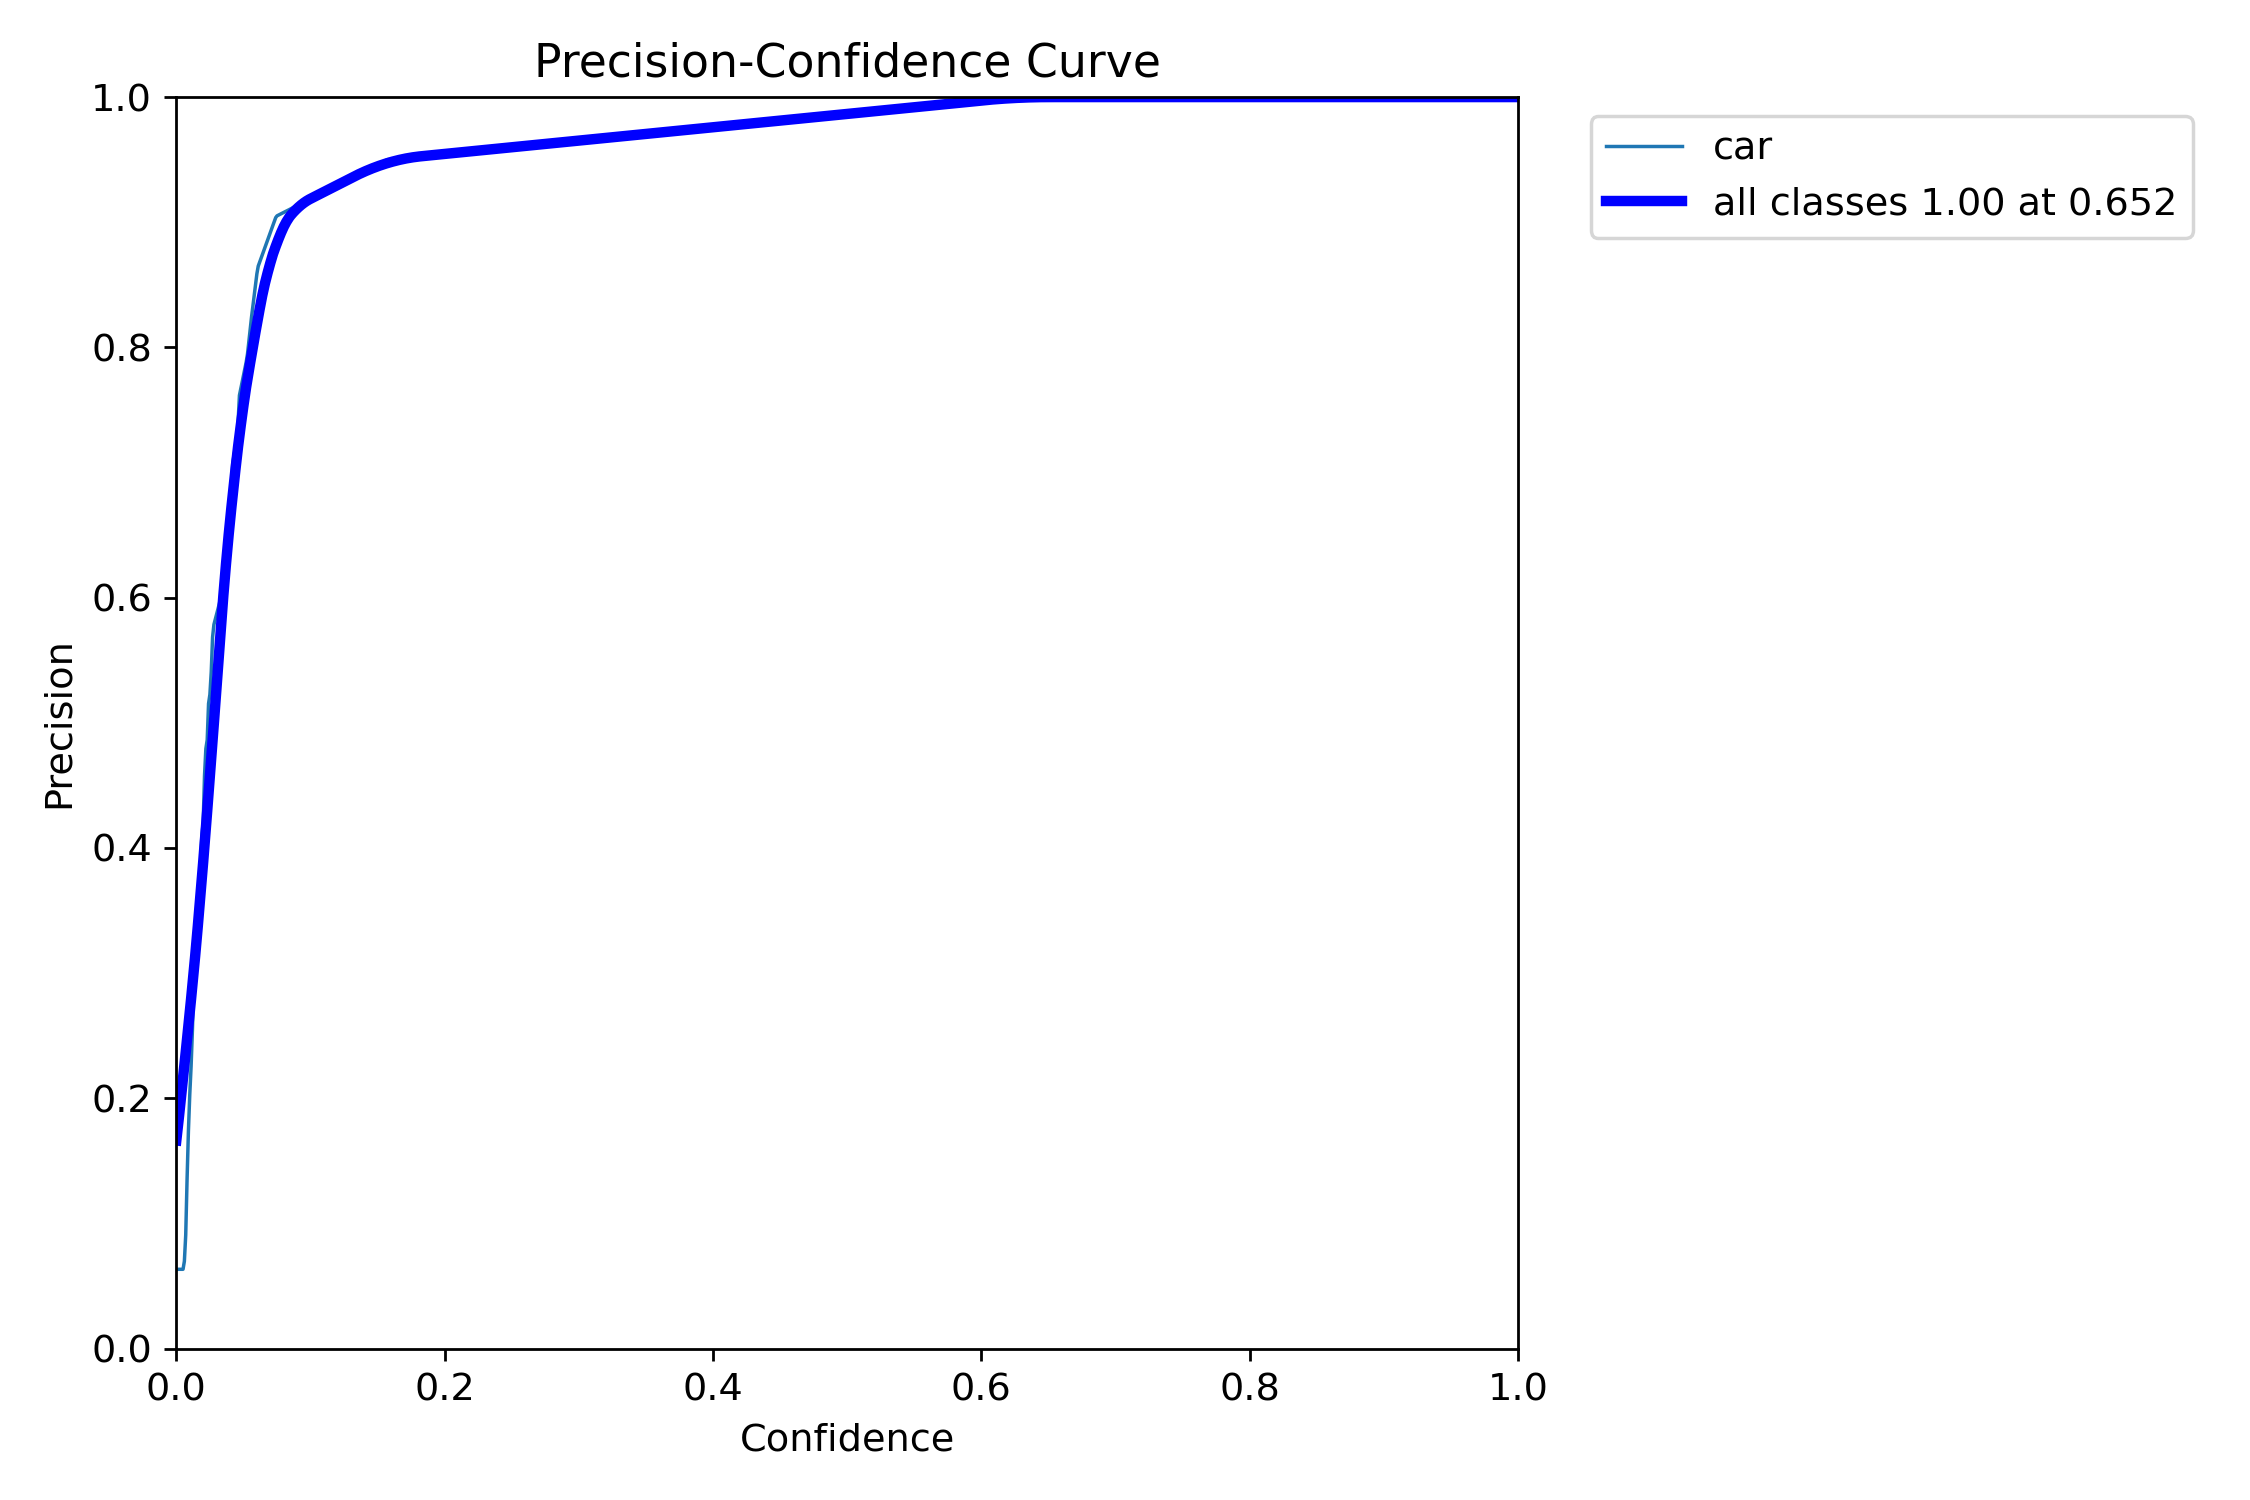 Precision-Confidence Curve
1.0
0.8
0.6
0.4
0.2
0.0
Precision
0.0 0.2 0.4 0.6 0.8 1.0
Confidence
car
all classes 1.00 at 0.652